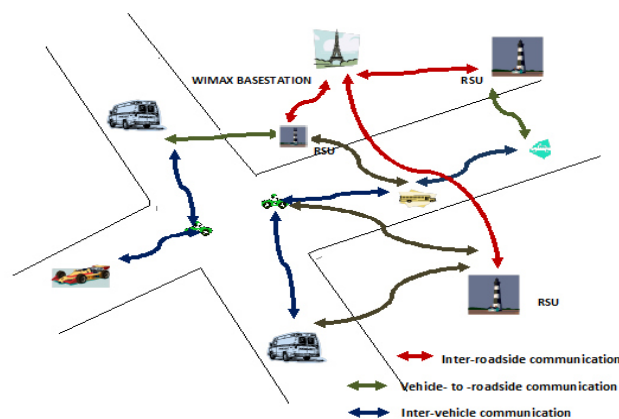 WIMAX BASESTATION
RSU
RSU
RSU
Inter-roadside communication
Vehide- to -roadside communication
Inter-vehicle communication